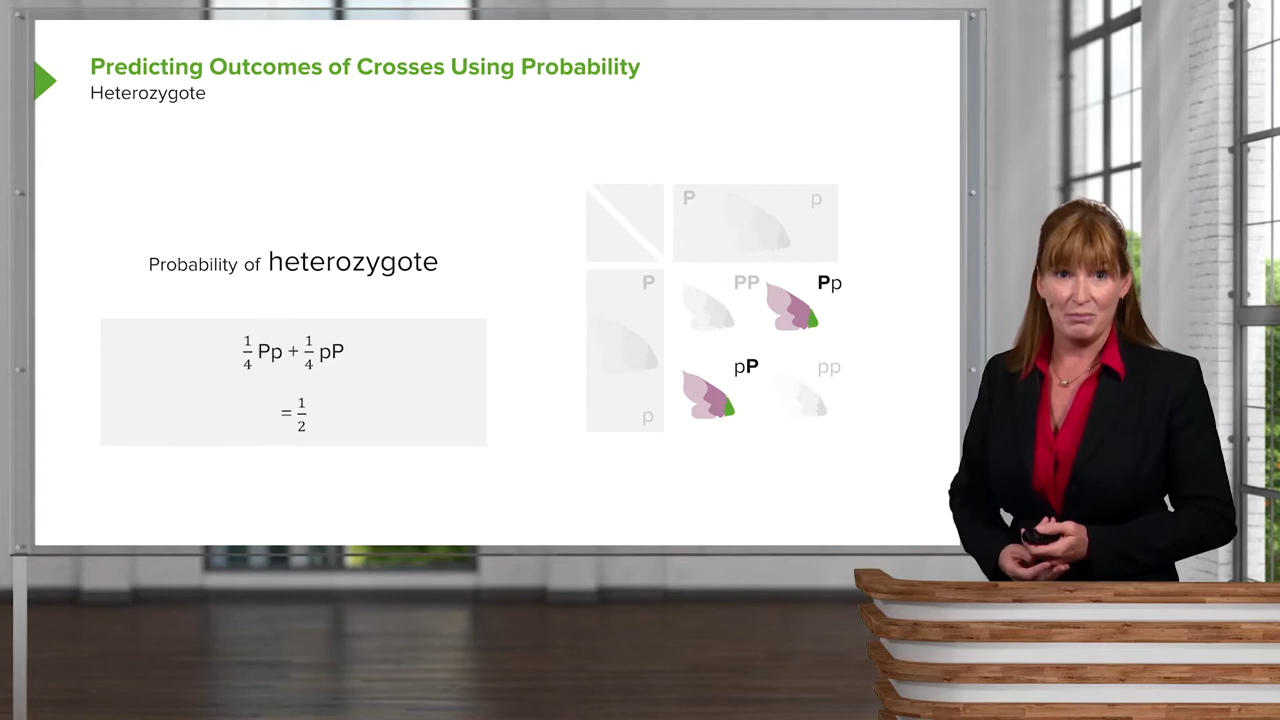 Predicting Outcomes of Crosses Using Probability
Heterozygote
Probability of heterozygote
1/4 Pp + 1/4 pP
= 1/2
P p
P
PP Pp
pP pp
p